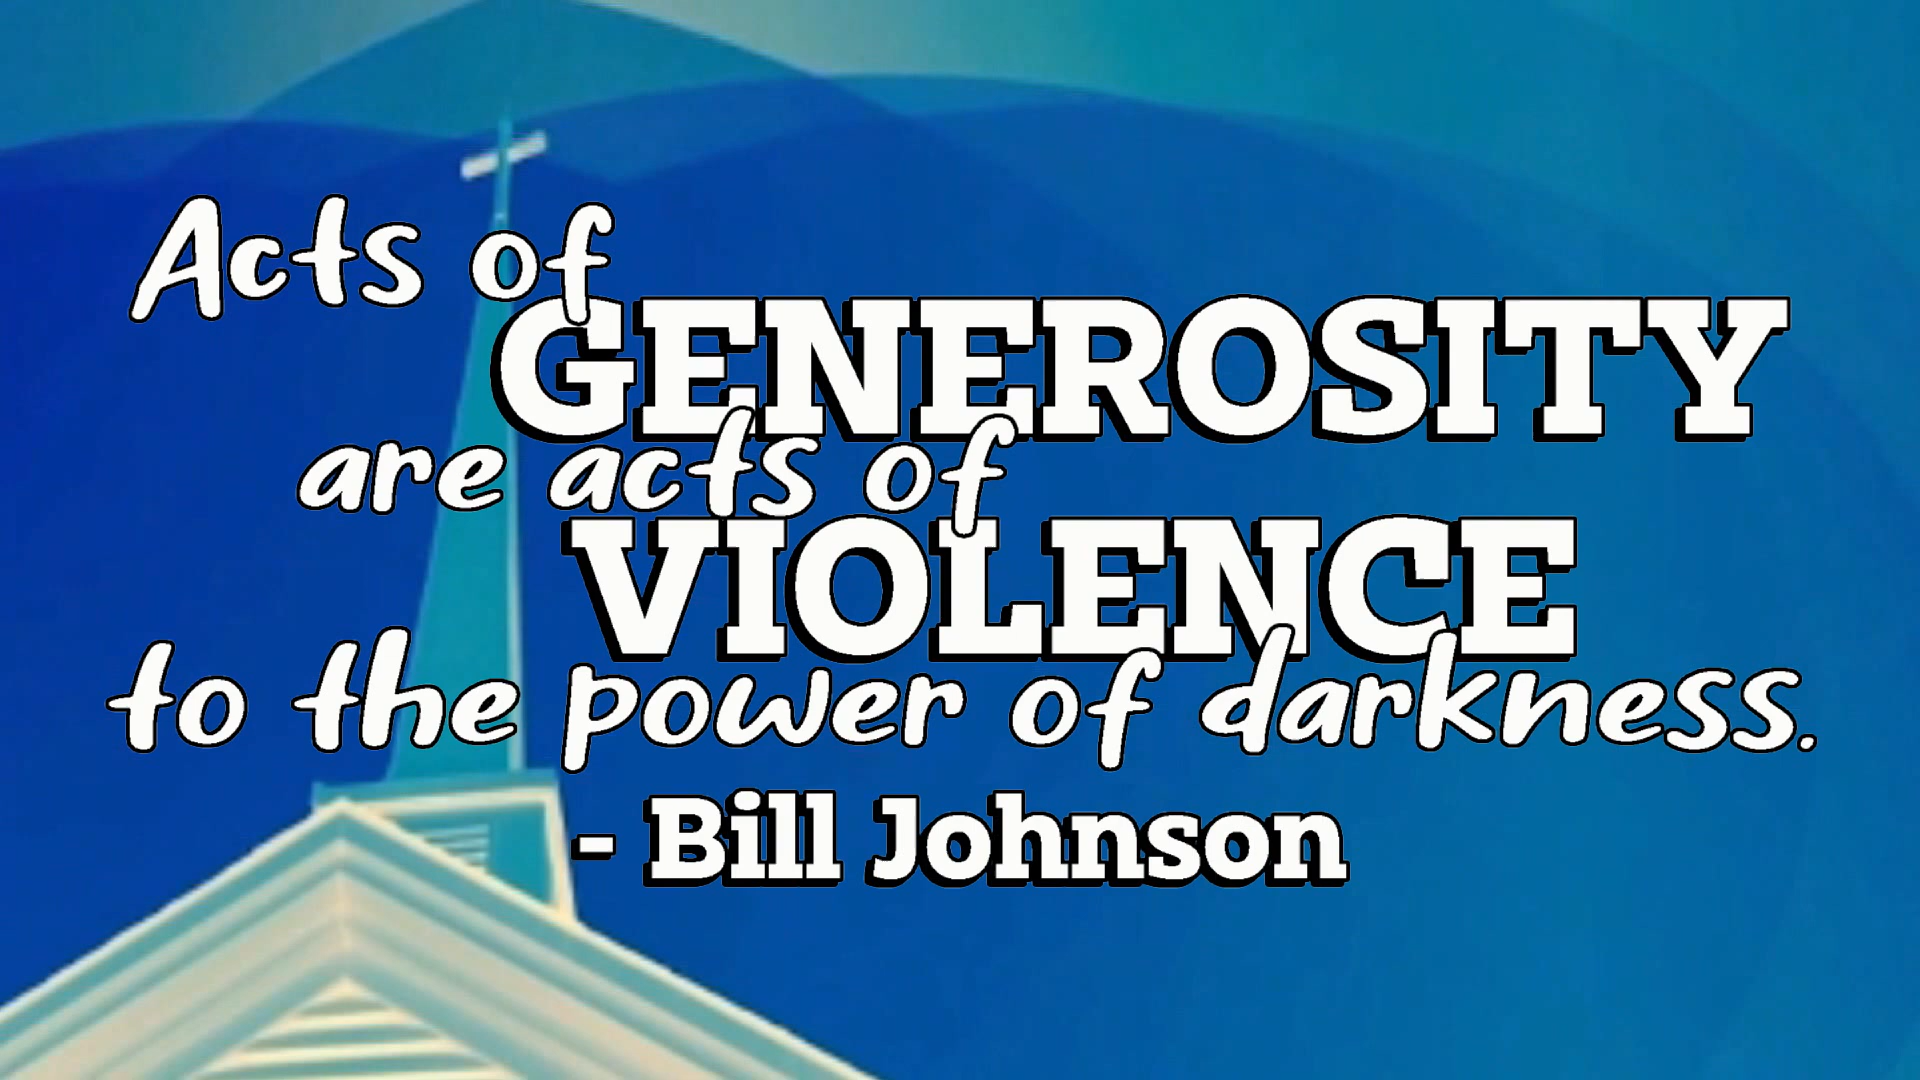 Acts of
GENEROSITY
are acts of
VIOLENCE
to the power of darkness.
- Bill Johnson